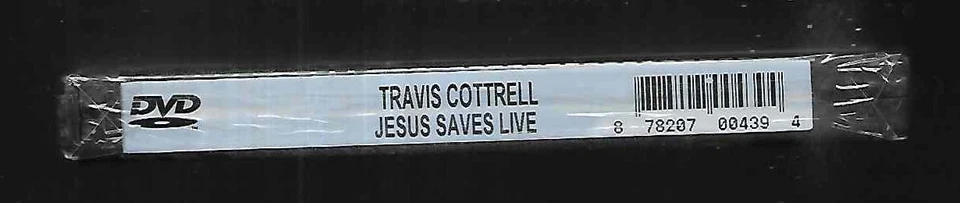 DVD
TRAVIS COTTRELL
JESUS SAVES LIVE
8 78207 00439 4